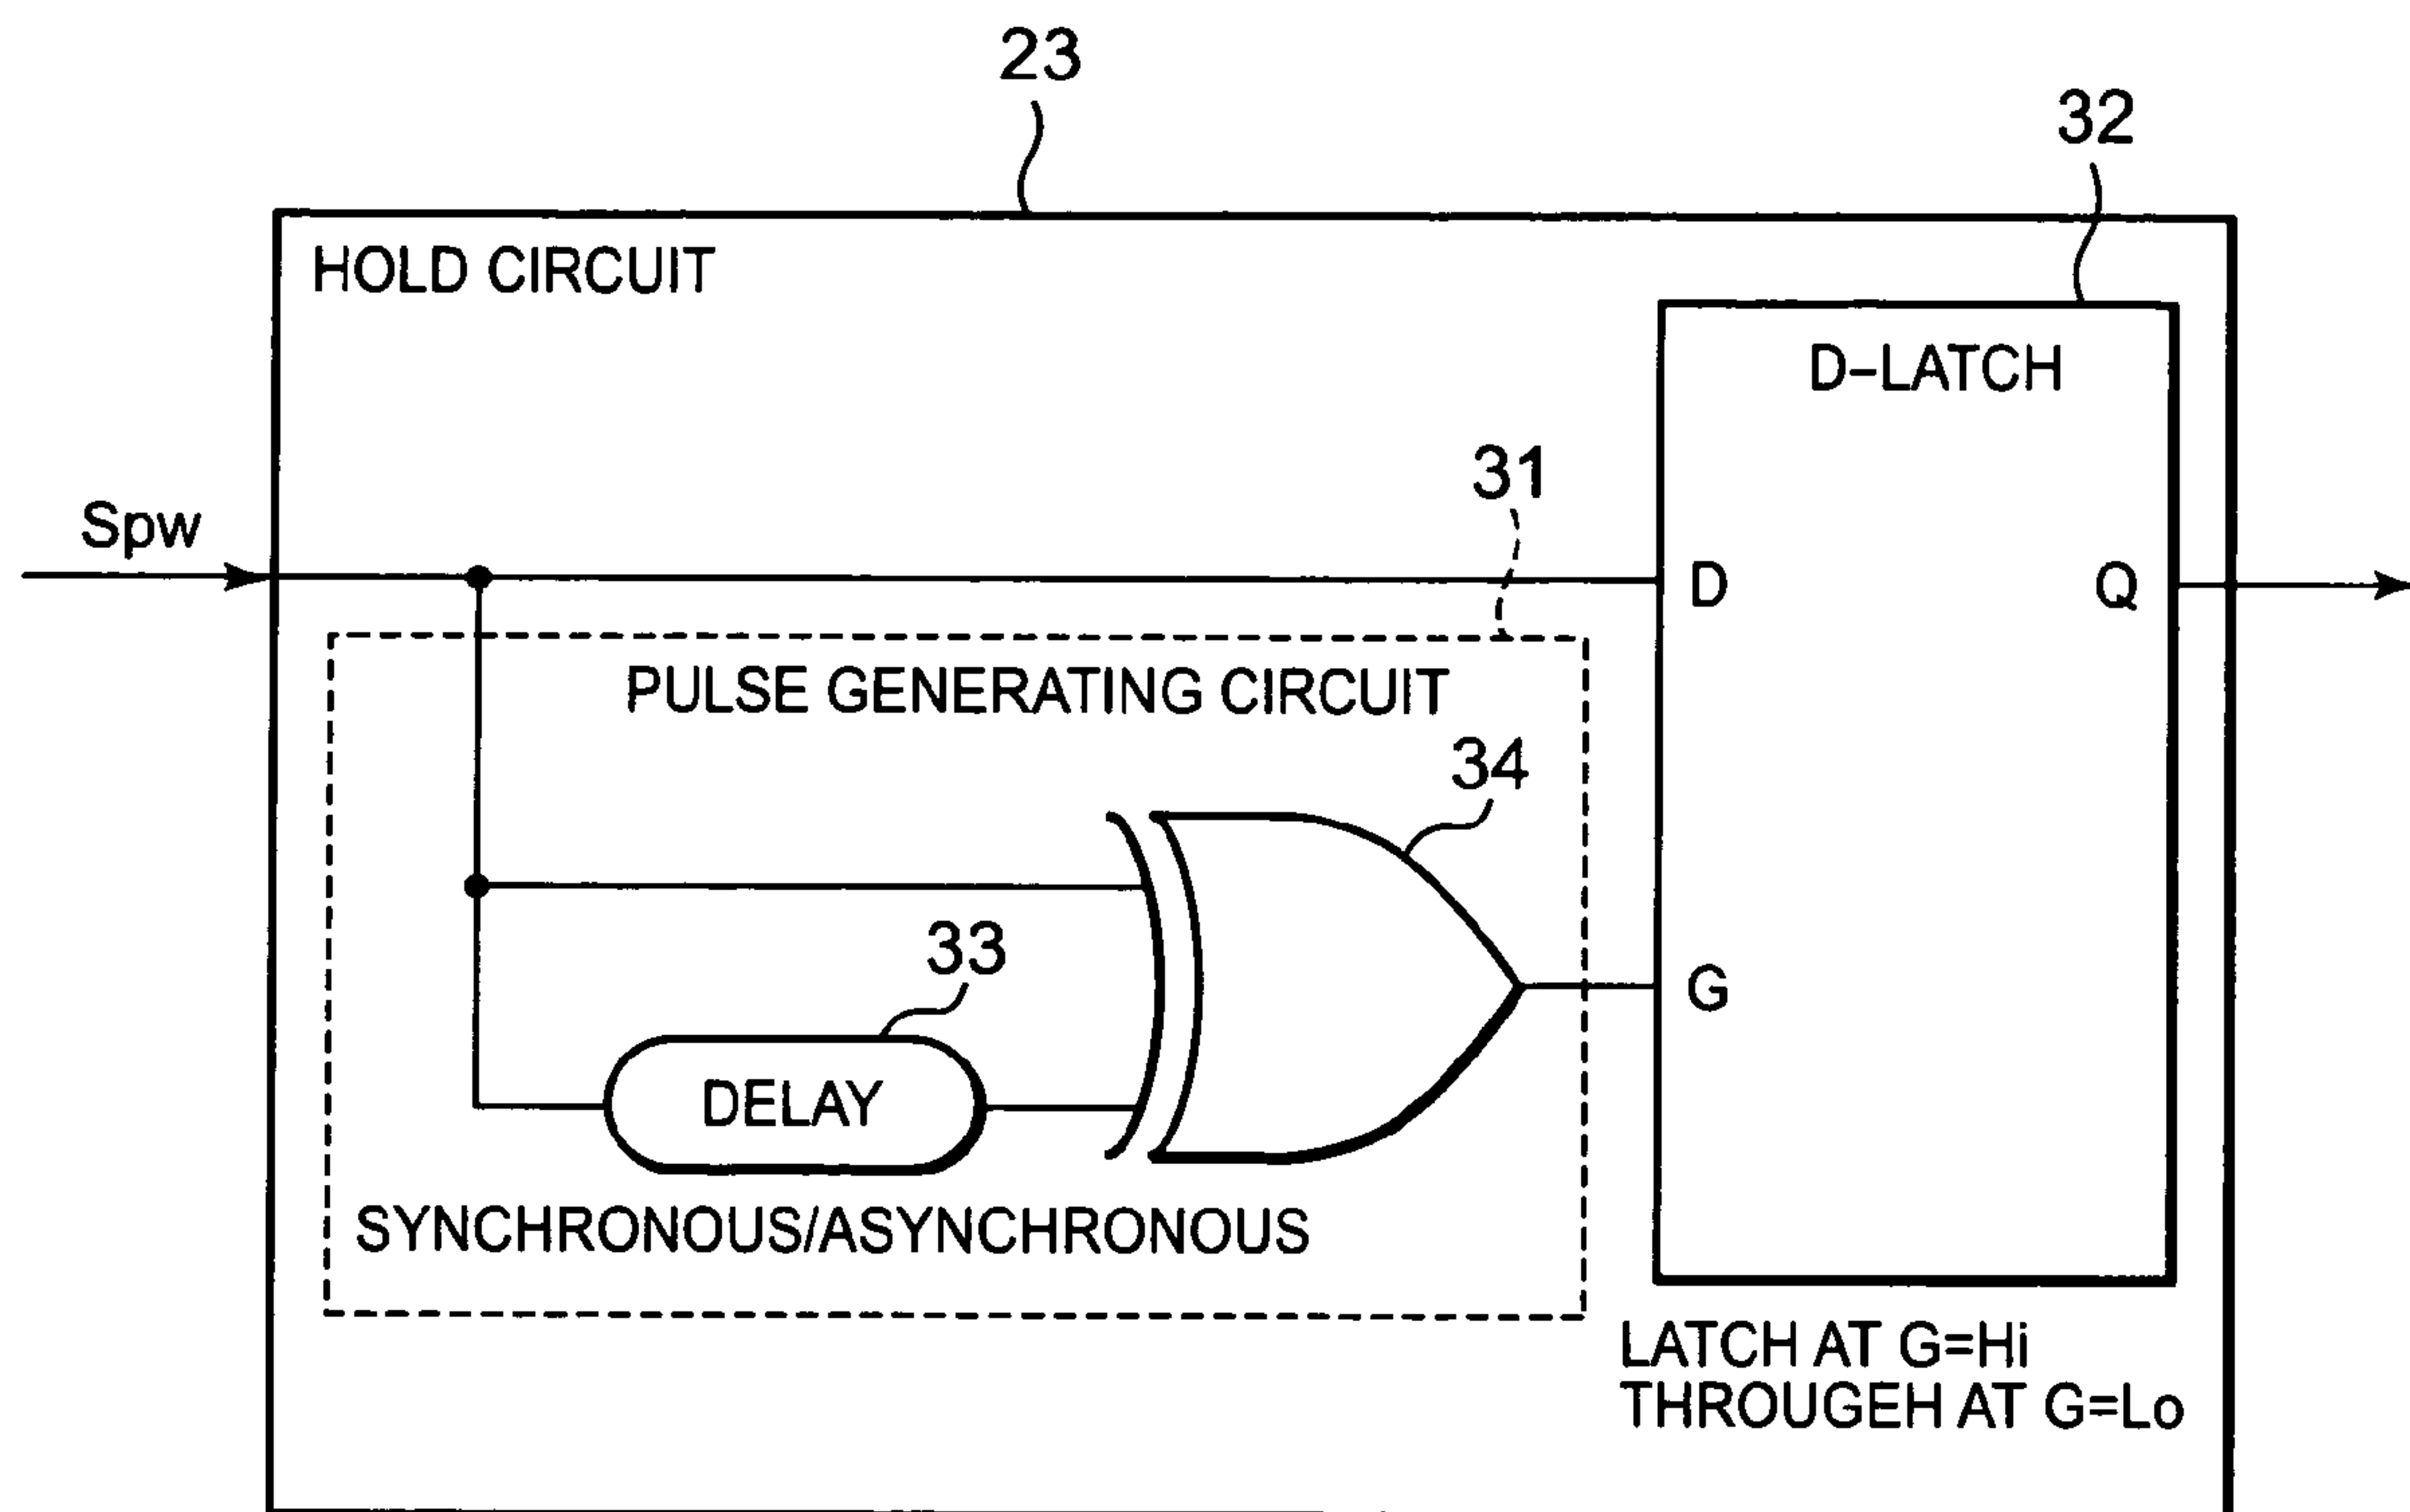 23
32
HOLD CIRCUIT
D-LATCH
31
Spw
D
Q
PULSE GENERATING CIRCUIT
34
33
G
DELAY
SYNCHRONOUS/ASYNCHRONOUS
LATCH AT G=Hi
THROUGEH AT G=Lo